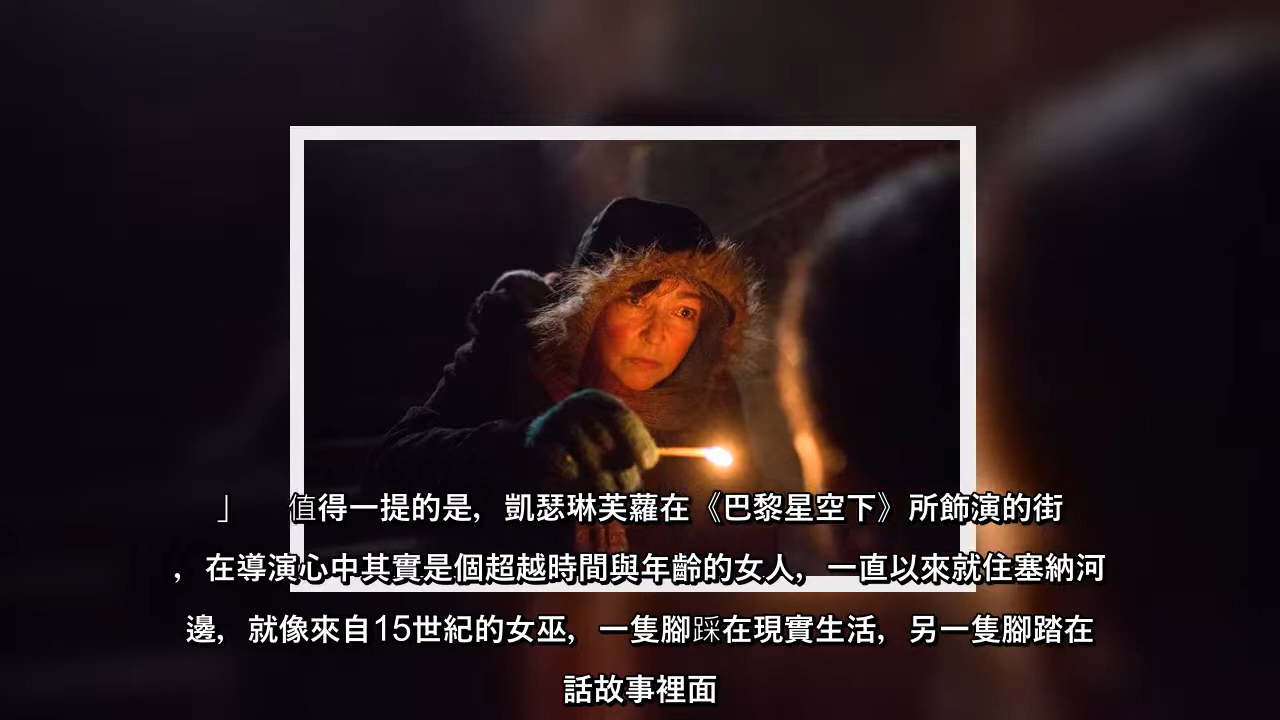 」 值得一提的是，凱瑟琳芙蘿在《巴黎星空下》所飾演的街
，在導演心中其實是個超越時間與年齡的女人，一直以來就住塞納河
邊，就像來自15世紀的女巫，一隻腳踩在現實生活，另一隻腳踏在
話故事裡面